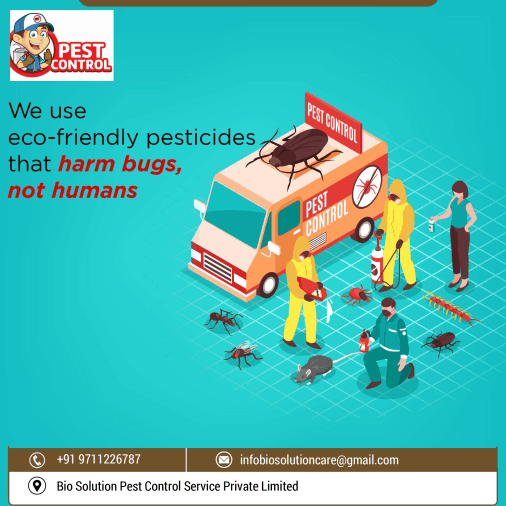 PEST
CONTROL
We use
eco-friendly pesticides
that harm bugs,
not humans
PEST CONTROL
PEST
CONTROL
+91 9711226787
infobiosolutioncare@gmail.com
Bio Solution Pest Control Service Private Limited